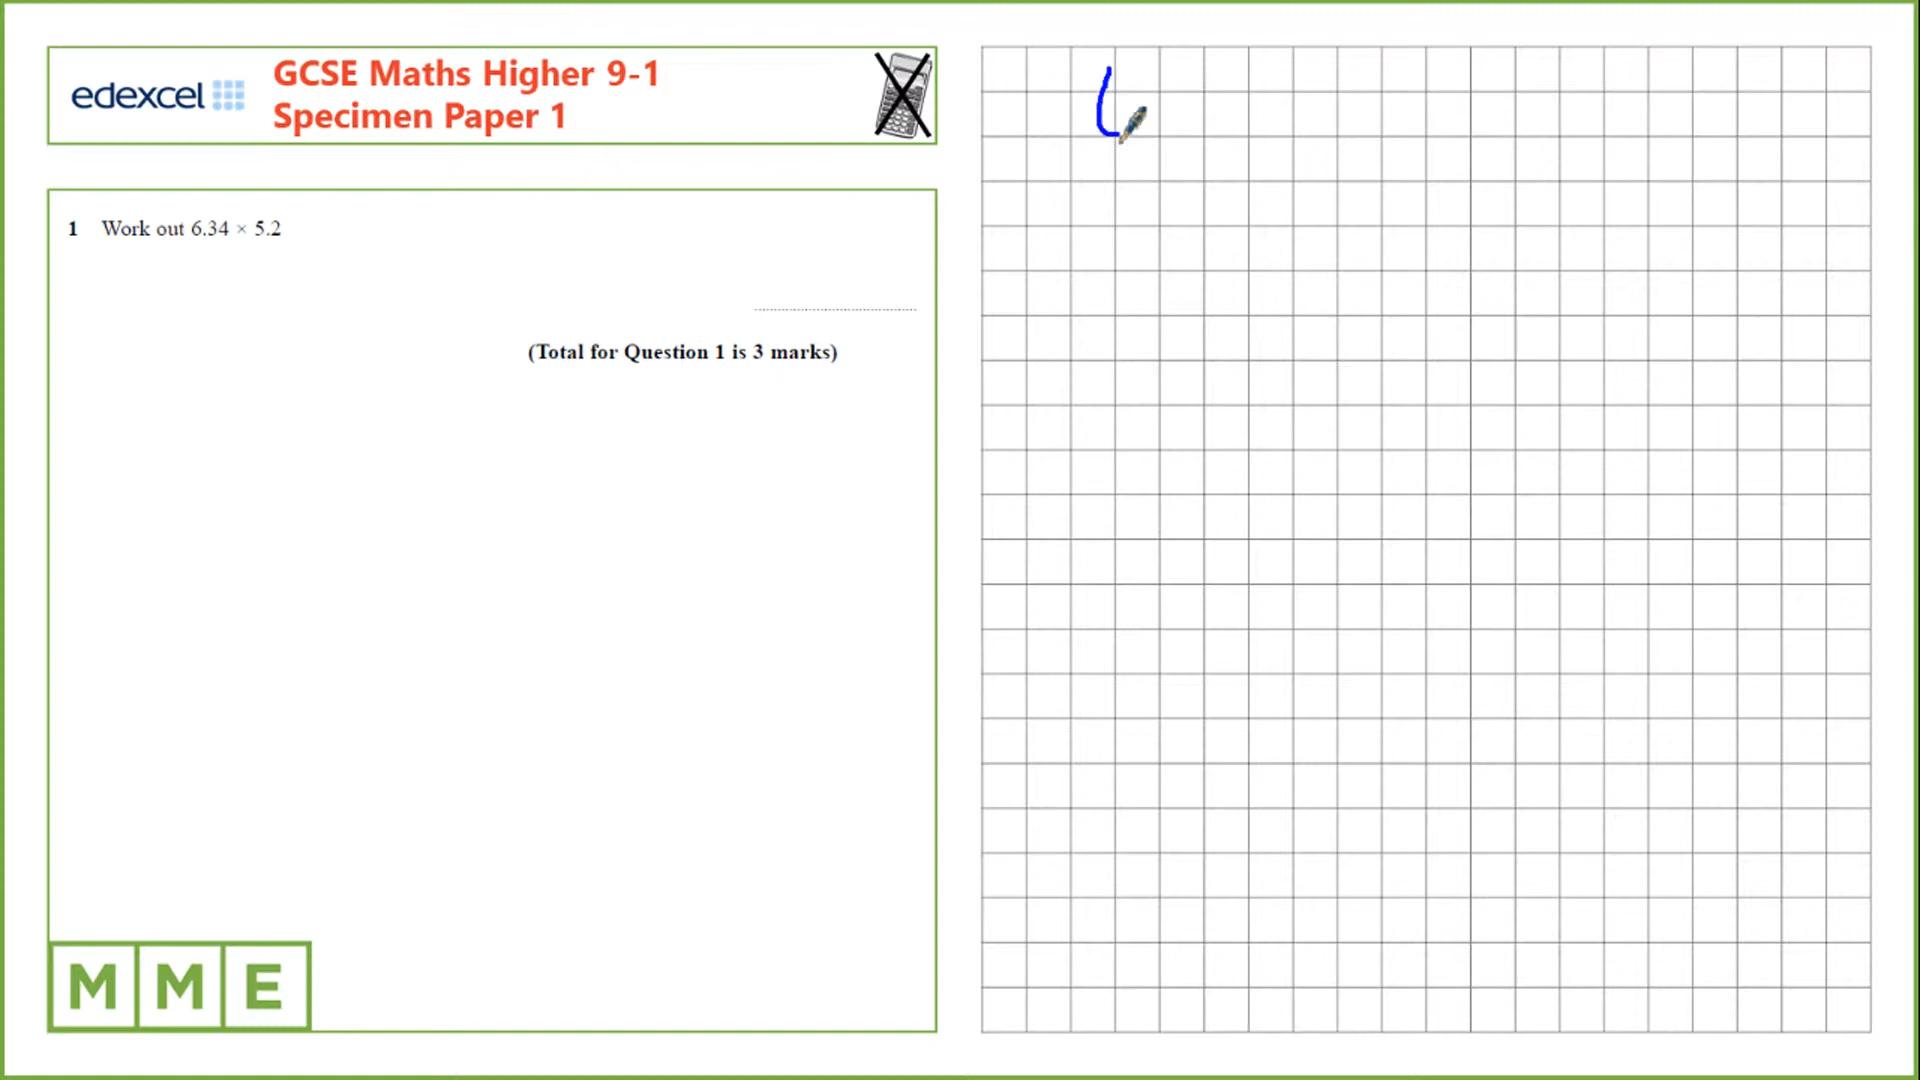 edexcel
GCSE Maths Higher 9-1
Specimen Paper 1
1 Work out 6.34 × 5.2
(Total for Question 1 is 3 marks)
MME